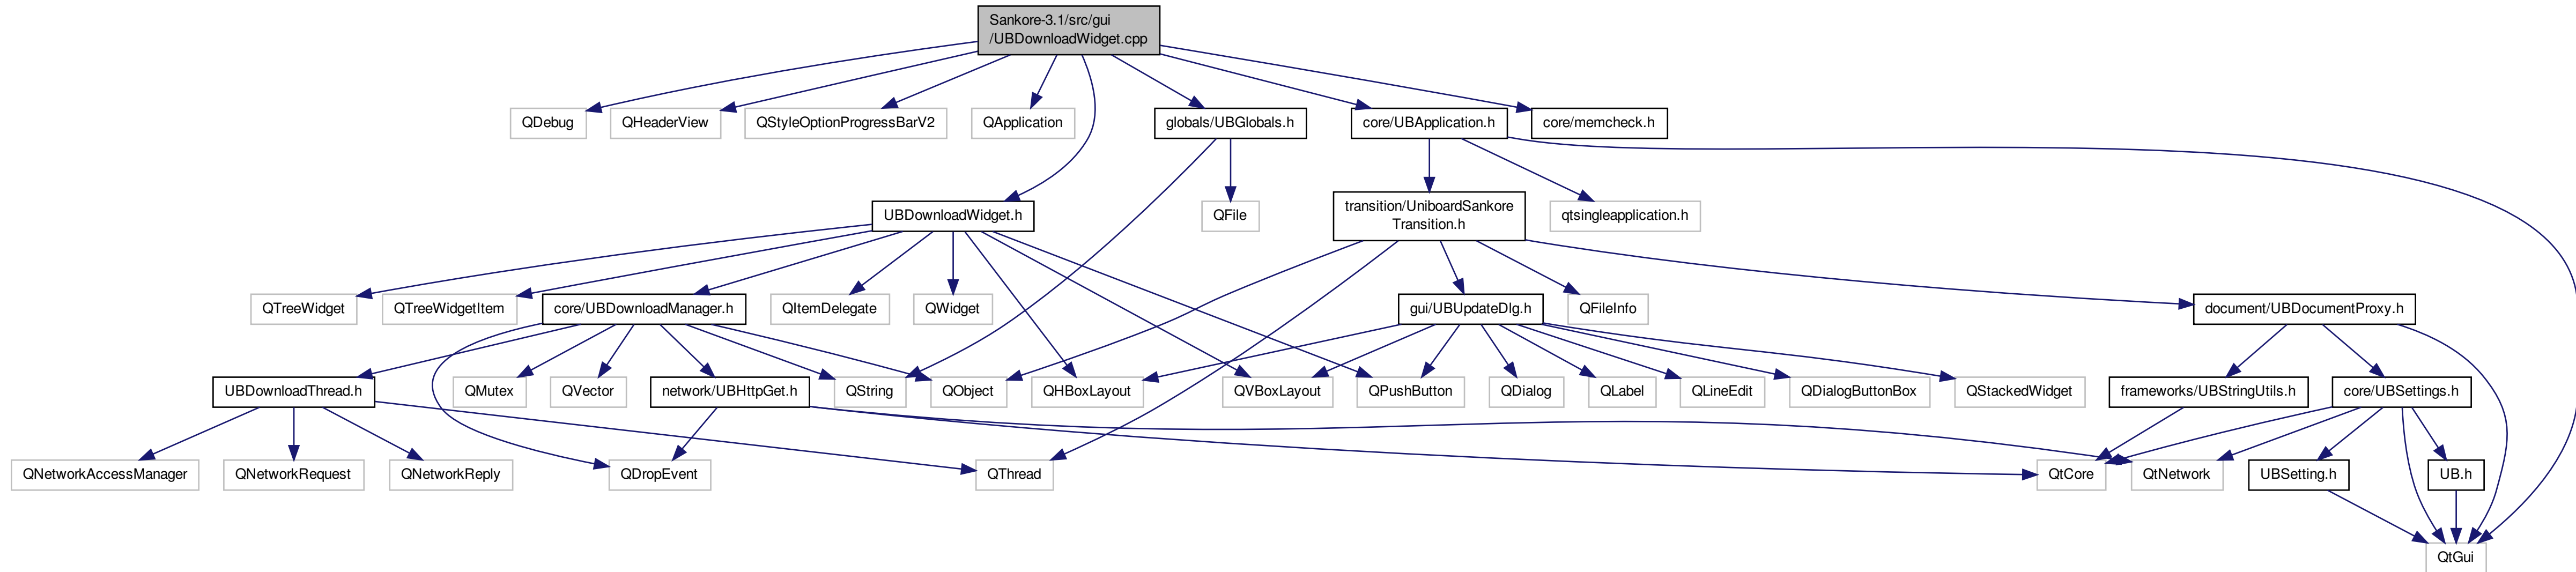 Sankore-3.1/src/gui
/UBDownloadWidget.cpp
QDebug
QHeaderView
QStyleOptionProgressBarV2
QApplication
globals/UBGlobals.h
core/UBApplication.h
core/memcheck.h
UBDownloadWidget.h
QFile
transition/UniboardSankore
Transition.h
qtsingleapplication.h
QTreeWidget
QTreeWidgetItem
core/UBDownloadManager.h
QItemDelegate
QWidget
gui/UBUpdateDlg.h
QFileInfo
document/UBDocumentProxy.h
UBDownloadThread.h
QMutex
QVector
network/UBHttpGet.h
QString
QObject
QHBoxLayout
QVBoxLayout
QPushButton
QDialog
QLabel
QLineEdit
QDialogButtonBox
QStackedWidget
frameworks/UBStringUtils.h
core/UBSettings.h
QNetworkAccessManager
QNetworkRequest
QNetworkReply
QDropEvent
QThread
QtCore
QtNetwork
UBSetting.h
UB.h
QtGui